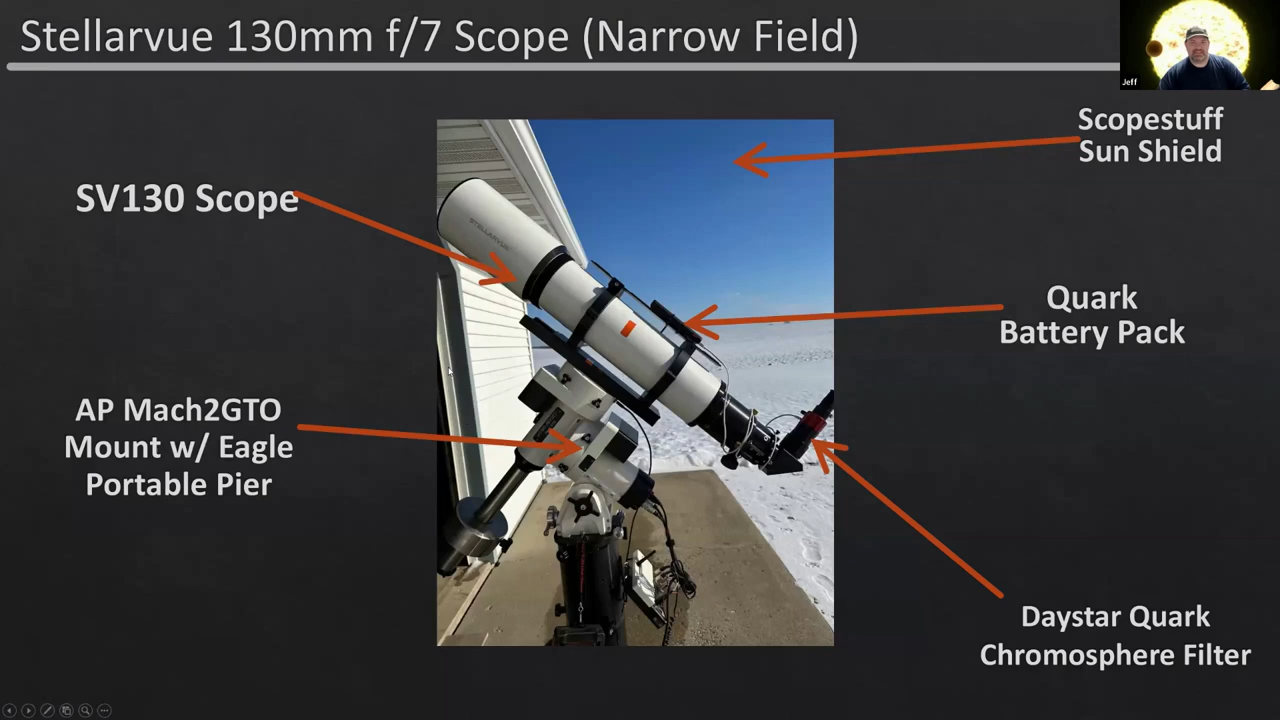 Stellarvue 130mm f/7 Scope (Narrow Field)
Jeff
Scopestuff
Sun Shield
SV130 Scope
STELLARVUE
Quark
Battery Pack
AP Mach2GTO
Mount w/ Eagle
Portable Pier
Daystar Quark
Chromosphere Filter